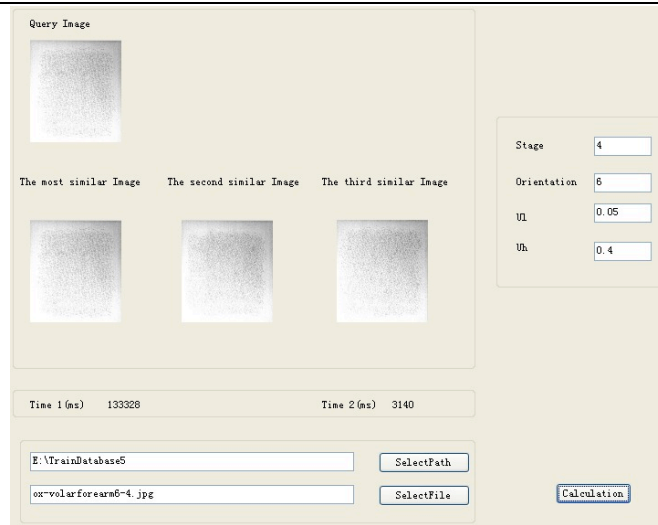 Query Image
The most similar Image The second similar Image The third similar Image
Stage 4
Orientation 6
Ul 0.05
Uh 0.4
Time 1(ms) 133328 Time 2(ms) 3140
E:\TrainDatabase5 SelectPath
ox-volarforearm6-4.jpg SelectFile
Calculation